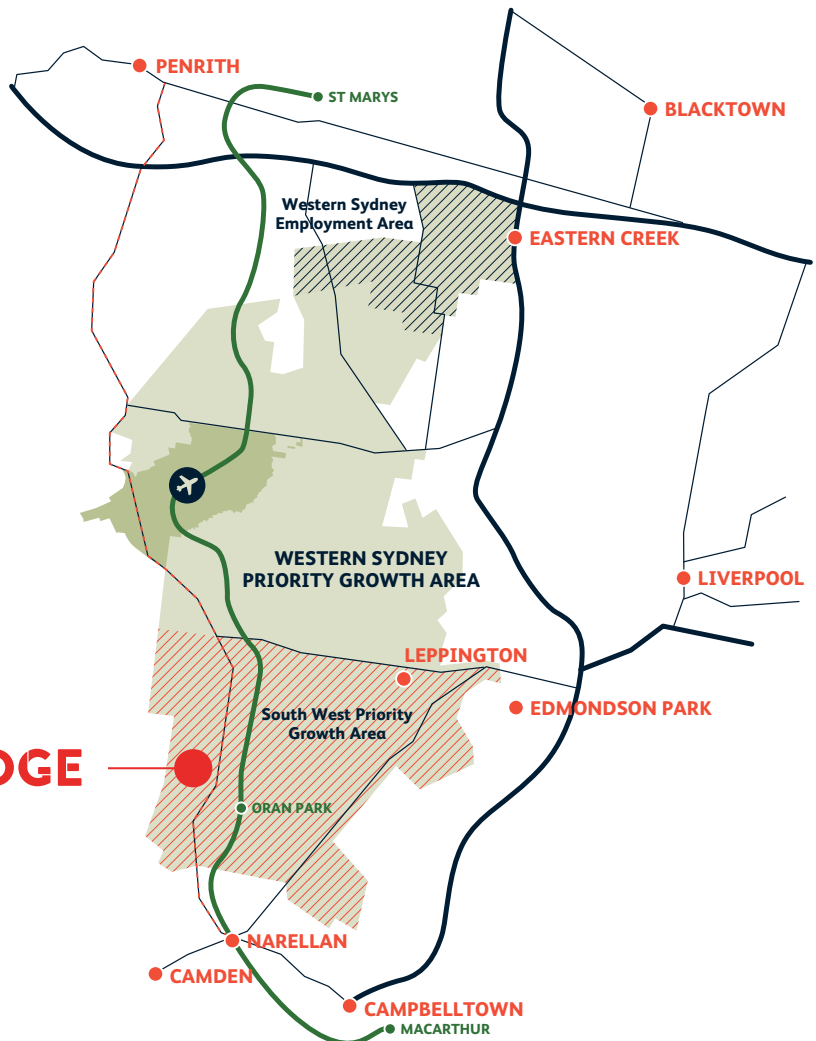 PENRITH
ST MARYS
BLACKTOWN
Western Sydney
Employment Area
EASTERN CREEK
WESTERN SYDNEY
PRIORITY GROWTH AREA
LIVERPOOL
LEPPINGTON
EDMONDSON PARK
South West Priority
Growth Area
DGE
ORAN PARK
NARELLAN
CAMDEN
CAMPBELLTOWN
MACARTHUR